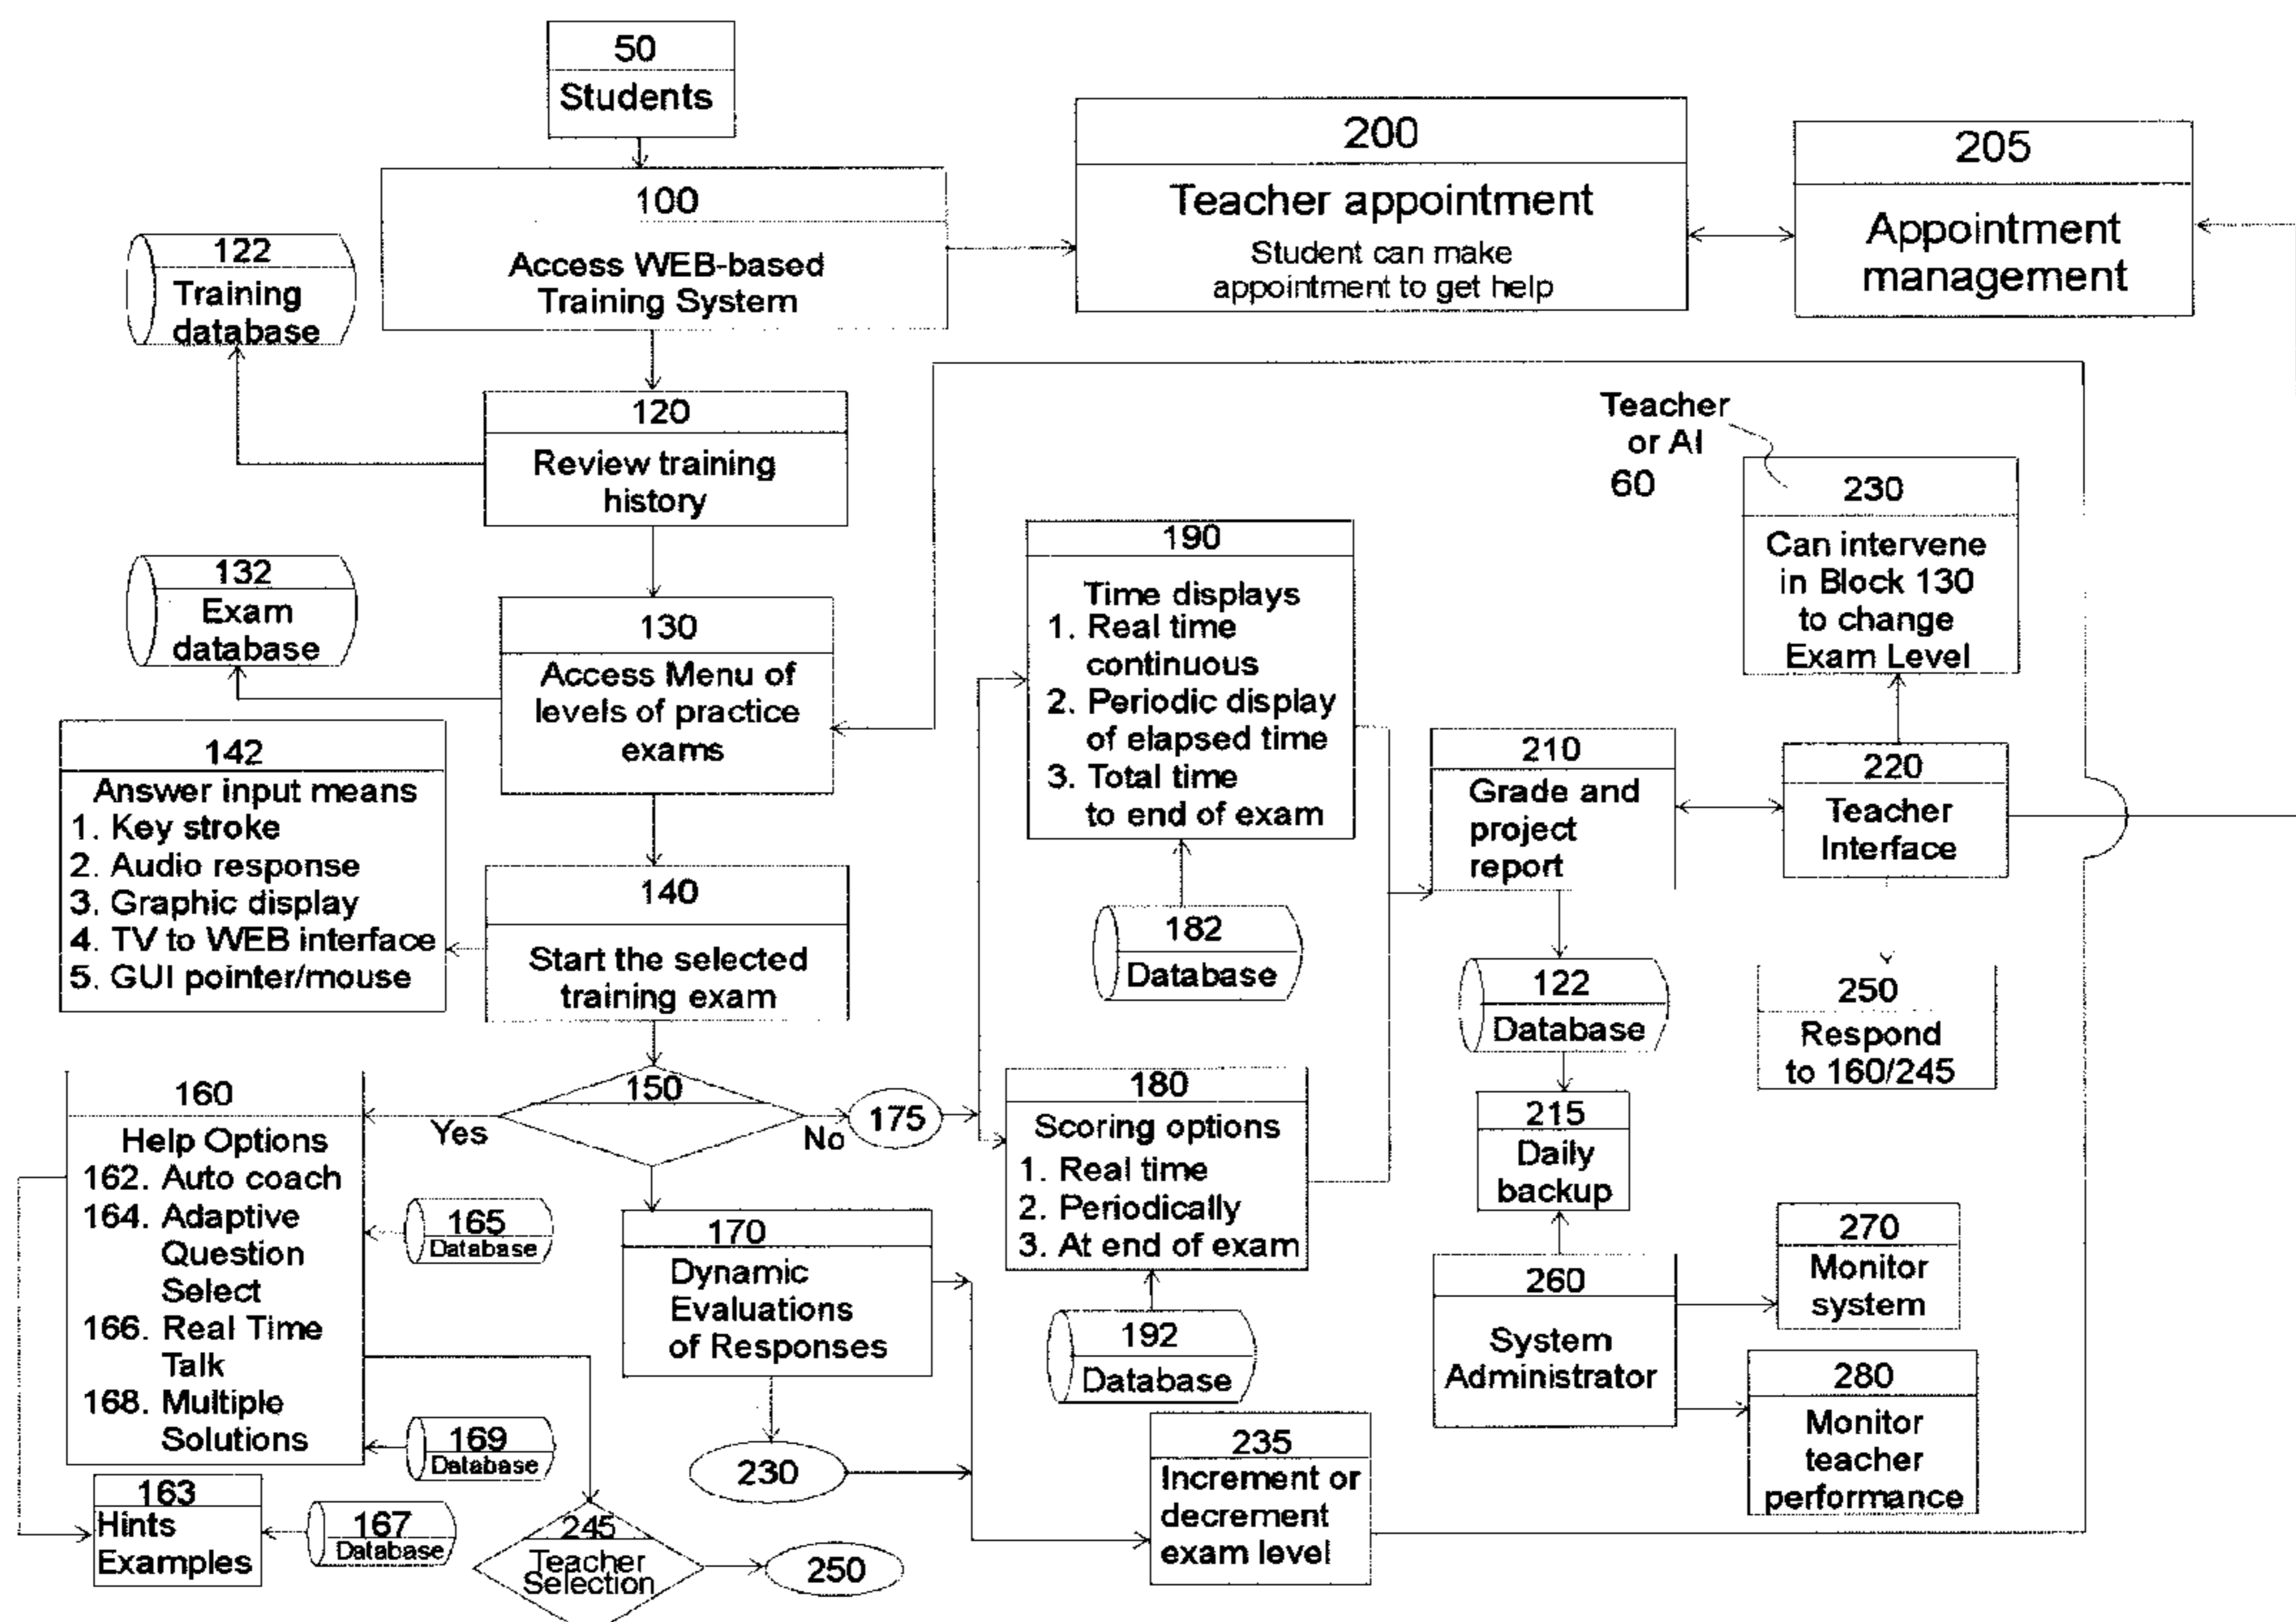 50
Students
100
Access WEB-based
Training System
200
Teacher appointment
Student can make
appointment to get help
205
Appointment
management
122
Training
database
120
Review training
history
132
Exam
database
130
Access Menu of
levels of practice
exams
142
Answer input means
1. Key stroke
2. Audio response
3. Graphic display
4. TV to WEB interface
5. GUI pointer/mouse
140
Start the selected
training exam
150
Yes
No
175
160
Help Options
162. Auto coach
164. Adaptive
Question
Select
166. Real Time
Talk
168. Multiple
Solutions
165
Database
169
Database
163
Hints
Examples
167
Database
245
Teacher
Selection
250
170
Dynamic
Evaluations
of Responses
230
190
Time displays
1. Real time
continuous
2. Periodic display
of elapsed time
3. Total time
to end of exam
182
Database
180
Scoring options
1. Real time
2. Periodically
3. At end of exam
192
Database
235
Increment or
decrement
exam level
Teacher
or AI
60
230
Can intervene
in Block 130
to change
Exam Level
210
Grade and
project
report
220
Teacher
Interface
122
Database
250
Respond
to 160/245
215
Daily
backup
260
System
Administrator
270
Monitor
system
280
Monitor
teacher
performance